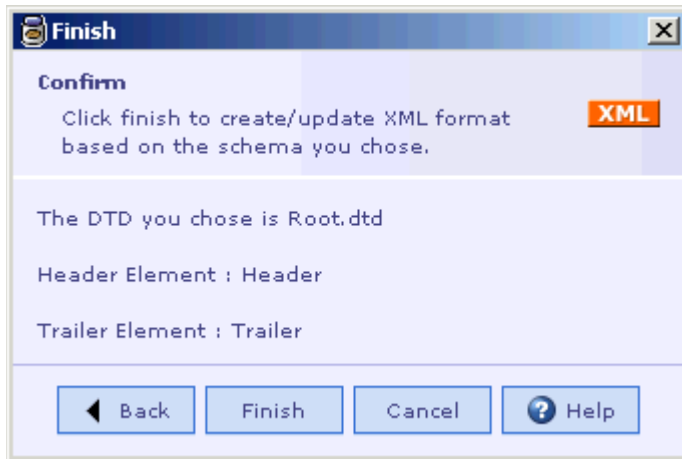 Finish
Confirm
Click finish to create/update XML format
based on the schema you chose.
XML
The DTD you chose is Root.dtd
Header Element : Header
Trailer Element : Trailer
Back
Finish
Cancel
Help